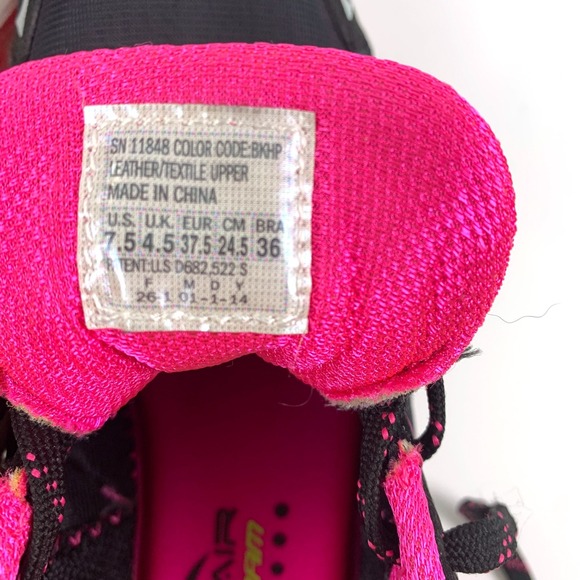 SN 11848 COLOR CODE:BKHP
LEATHER/TEXTILE UPPER
MADE IN CHINA
U.S. U.K. EUR CM BRA
7.5 4.5 37.5 24.5 36
PATENT:U.S D682,522 S
F M D Y
26-1 01-1-14
AIR